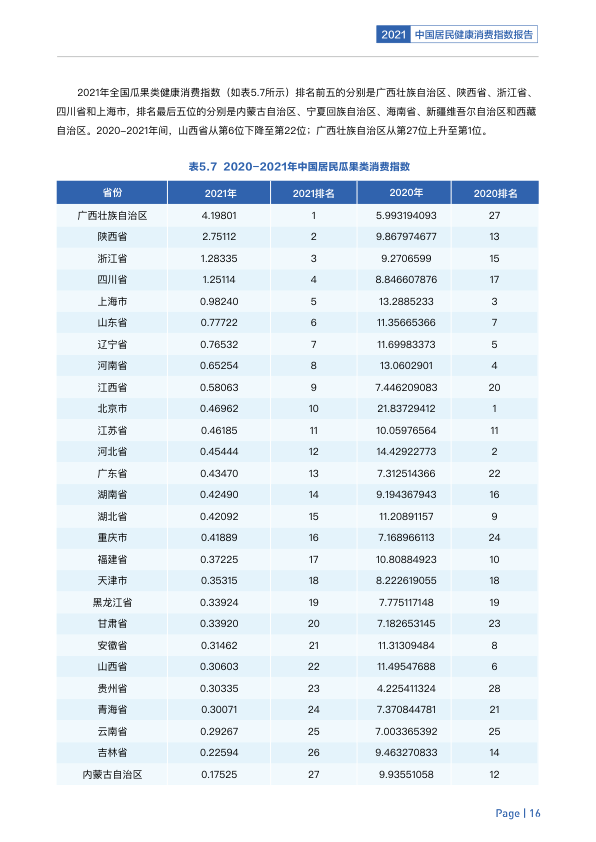 2021 中国居民健康消费指数报告
2021年全国瓜果类健康消费指数（如表5.7所示）排名前五的分别是广西壮族自治区、陕西省、浙江省、
四川省和上海市，排名最后五位的分别是内蒙古自治区、宁夏回族自治区、海南省、新疆维吾尔自治区和西藏
自治区。2020-2021年间，山西省从第6位下降至第22位；广西壮族自治区从第27位上升至第1位。
表5.7 2020-2021年中国居民瓜果类消费指数
省份 2021年 2021排名 2020年 2020排名
广西壮族自治区 4.19801 1 5.993194093 27
陕西省 2.75112 2 9.867974677 13
浙江省 1.28335 3 9.2706599 15
四川省 1.25114 4 8.846607876 17
上海市 0.98240 5 13.2885233 3
山东省 0.77722 6 11.35665366 7
辽宁省 0.76532 7 11.69983373 5
河南省 0.65254 8 13.0602901 4
江西省 0.58063 9 7.446209083 20
北京市 0.46962 10 21.83729412 1
江苏省 0.46185 11 10.05976564 11
河北省 0.45444 12 14.42922773 2
广东省 0.43470 13 7.312514366 22
湖南省 0.42490 14 9.194367943 16
湖北省 0.42092 15 11.20891157 9
重庆市 0.41889 16 7.168966113 24
福建省 0.37225 17 10.80884923 10
天津市 0.35315 18 8.222619055 18
黑龙江省 0.33924 19 7.775117148 19
甘肃省 0.33920 20 7.182653145 23
安徽省 0.31462 21 11.31309484 8
山西省 0.30603 22 11.49547688 6
贵州省 0.30335 23 4.225411324 28
青海省 0.30071 24 7.370844781 21
云南省 0.29267 25 7.003365392 25
吉林省 0.22594 26 9.463270833 14
内蒙古自治区 0.17525 27 9.93551058 12
Page | 16